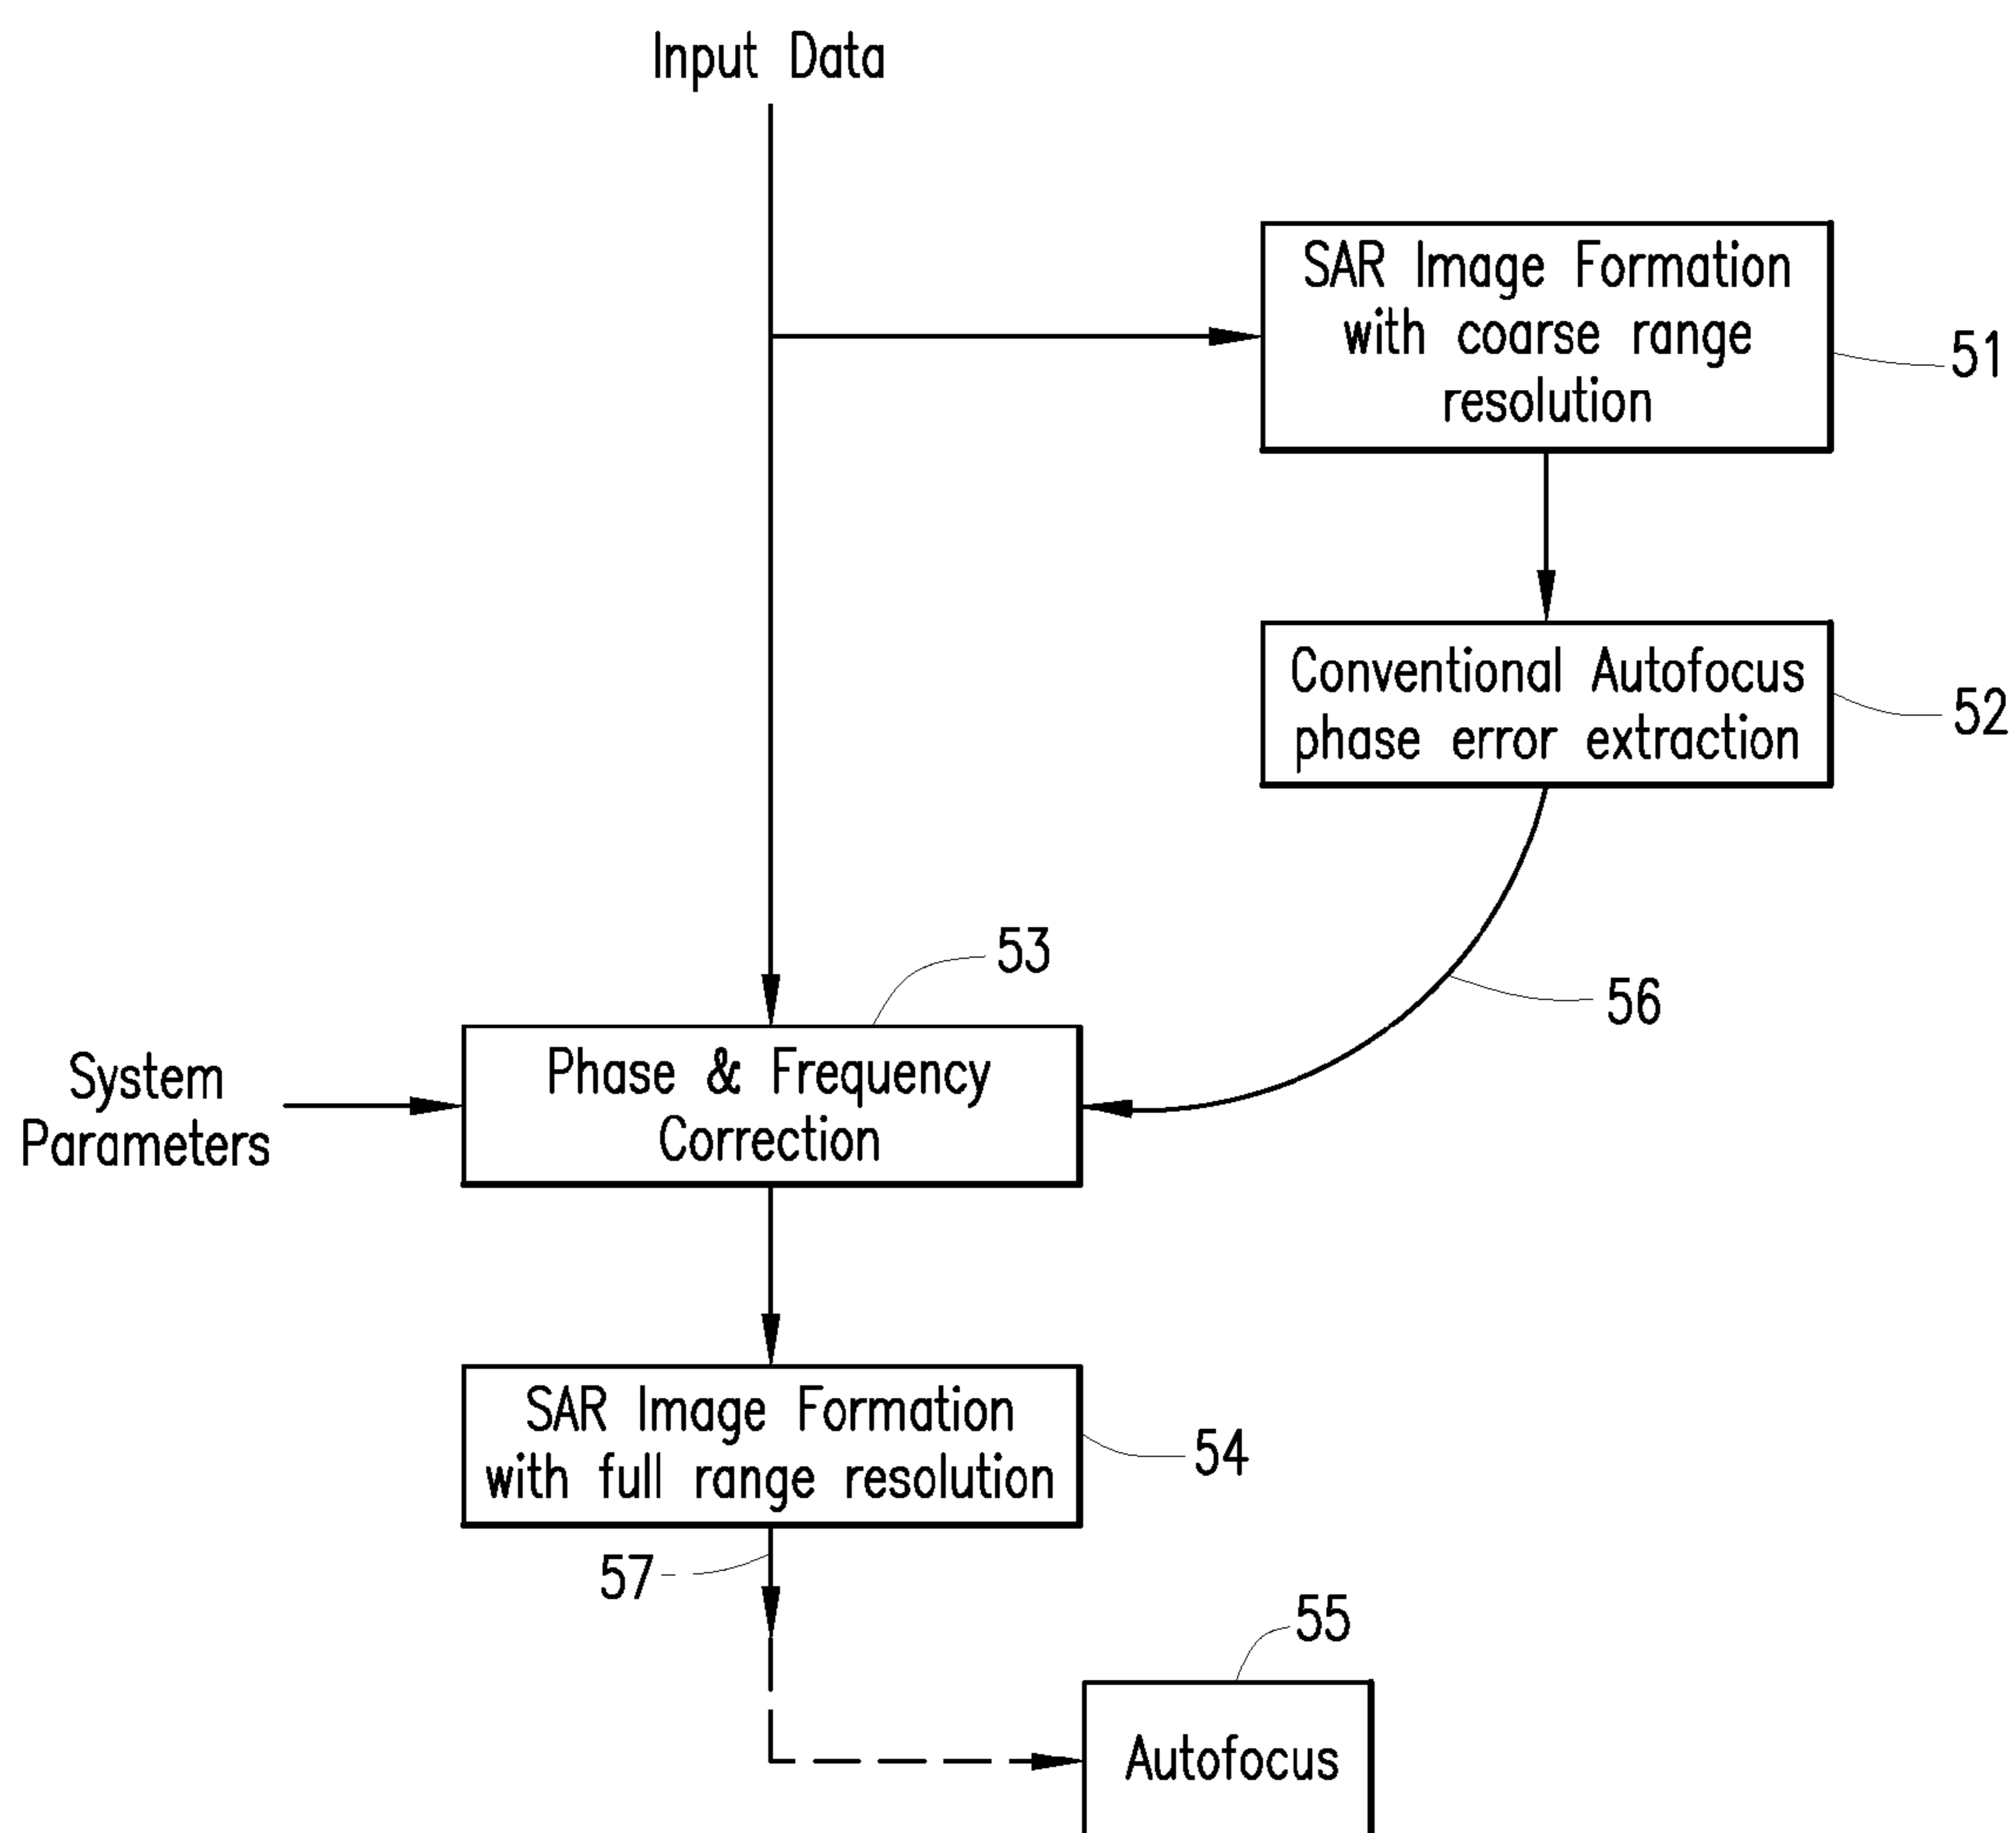 Input Data
SAR Image Formation
with coarse range
resolution
51
Conventional Autofocus
phase error extraction
52
53
56
System
Parameters
Phase & Frequency
Correction
SAR Image Formation
with full range resolution
54
57
55
Autofocus